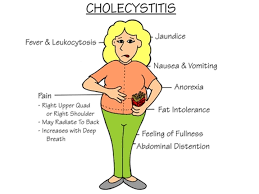 CHOLECYSTITIS
Fever & Leukocytosis
Jaundice
Nausea & Vomiting
Anorexia
Pain
- Right Upper Quad
or Right Shoulder
- May Radiate To Back
- Increases with Deep
Breath
Fat Intolerance
Feeling of Fullness
Abdominal Distention